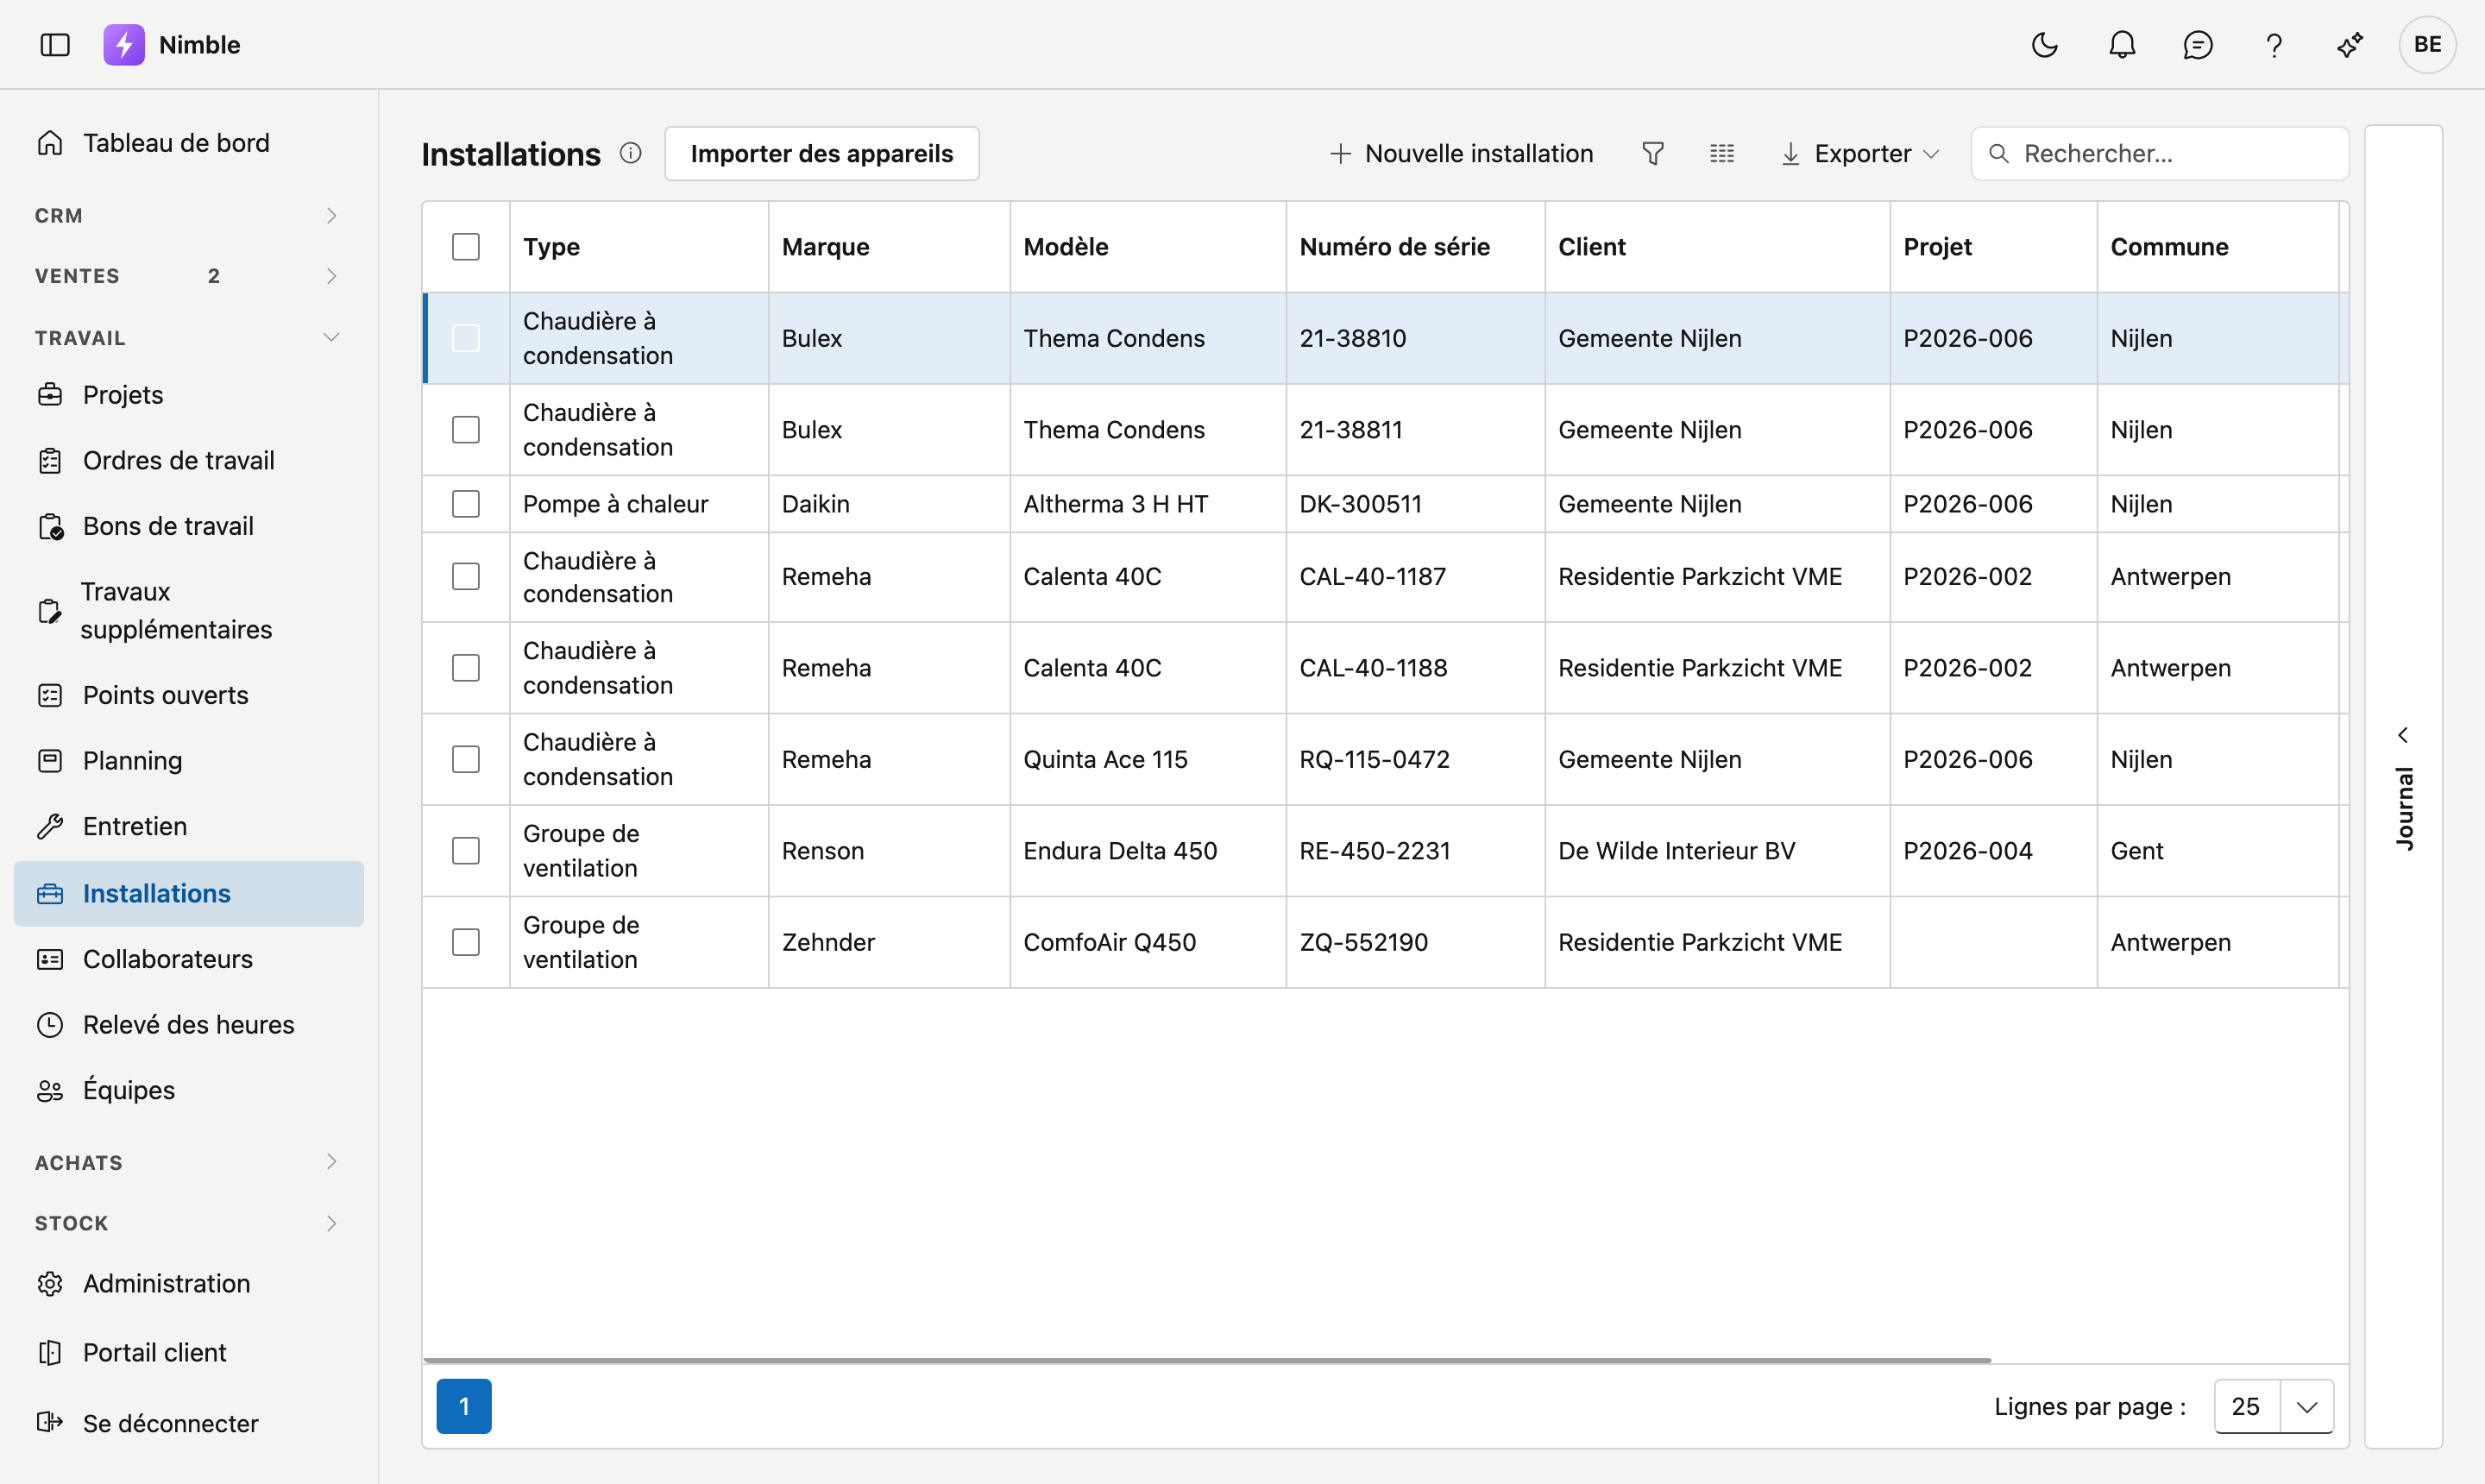 Nimble
BE
Tableau de bord
CRM
VENTES 2
TRAVAIL
Projets
Ordres de travail
Bons de travail
Travaux
supplémentaires
Points ouverts
Planning
Entretien
Installations
Collaborateurs
Relevé des heures
Équipes
ACHATS
STOCK
Administration
Portail client
Se déconnecter
Installations
Importer des appareils
Nouvelle installation
Exporter
Rechercher...
Type Marque Modèle Numéro de série Client Projet Commune
Chaudière à
condensation
Bulex Thema Condens 21-38810 Gemeente Nijlen P2026-006 Nijlen
Chaudière à
condensation
Bulex Thema Condens 21-38811 Gemeente Nijlen P2026-006 Nijlen
Pompe à chaleur Daikin Altherma 3 H HT DK-300511 Gemeente Nijlen P2026-006 Nijlen
Chaudière à
condensation
Remeha Calenta 40C CAL-40-1187 Residentie Parkzicht VME P2026-002 Antwerpen
Chaudière à
condensation
Remeha Calenta 40C CAL-40-1188 Residentie Parkzicht VME P2026-002 Antwerpen
Chaudière à
condensation
Remeha Quinta Ace 115 RQ-115-0472 Gemeente Nijlen P2026-006 Nijlen
Groupe de
ventilation
Renson Endura Delta 450 RE-450-2231 De Wilde Interieur BV P2026-004 Gent
Groupe de
ventilation
Zehnder ComfoAir Q450 ZQ-552190 Residentie Parkzicht VME Antwerpen
1
Lignes par page : 25
Journal